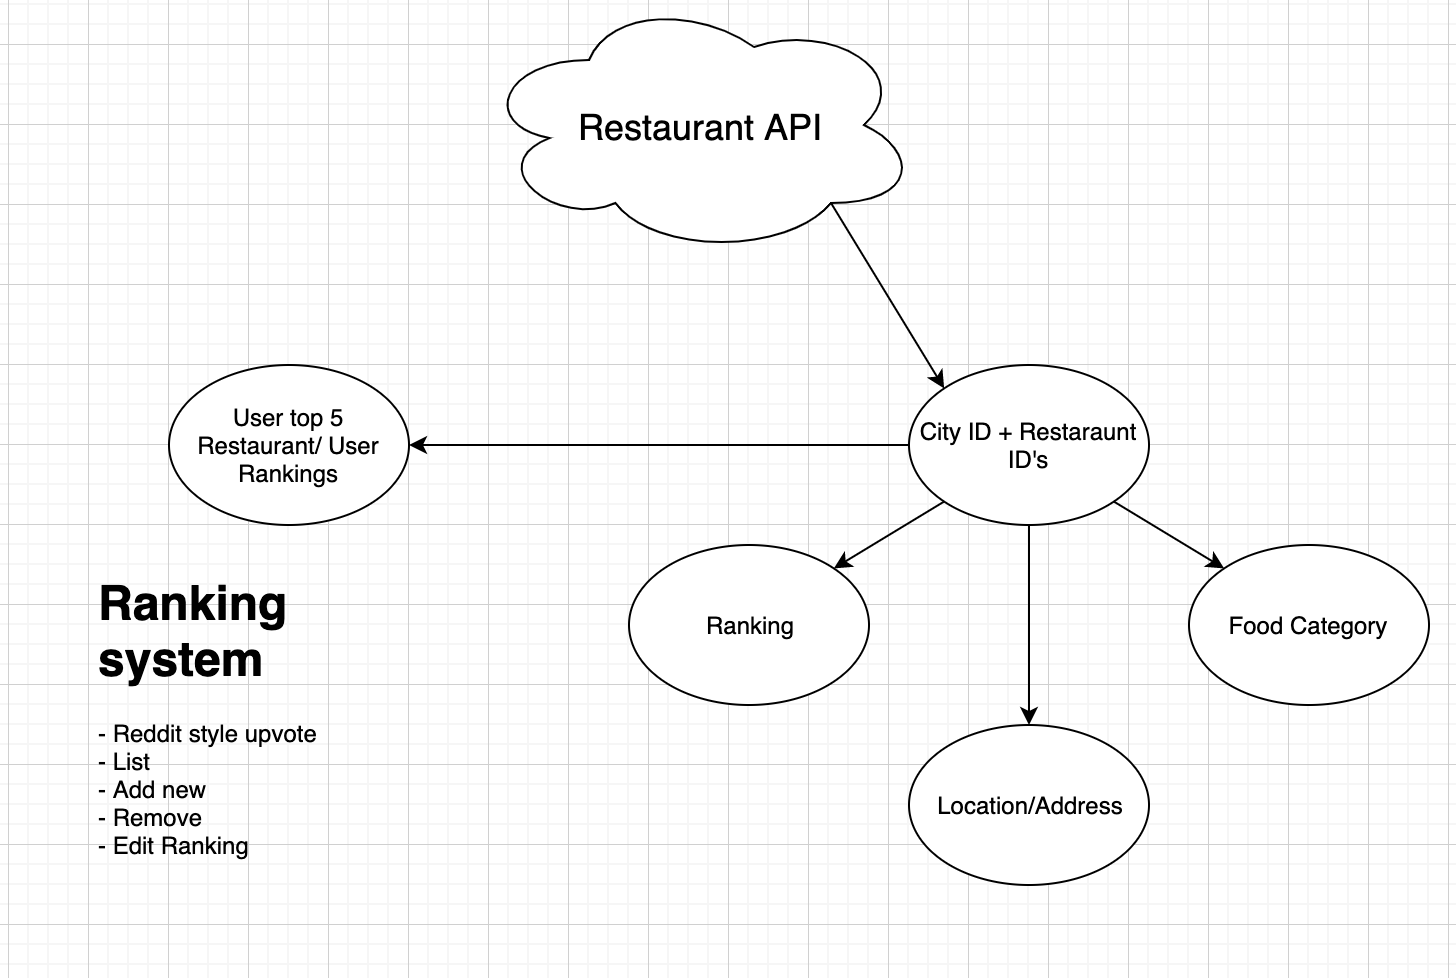 Restaurant API
User top 5
Restaurant/ User
Rankings
City ID + Restaraunt
ID's
Ranking
Food Category
Location/Address
Ranking
system
- Reddit style upvote
- List
- Add new
- Remove
- Edit Ranking